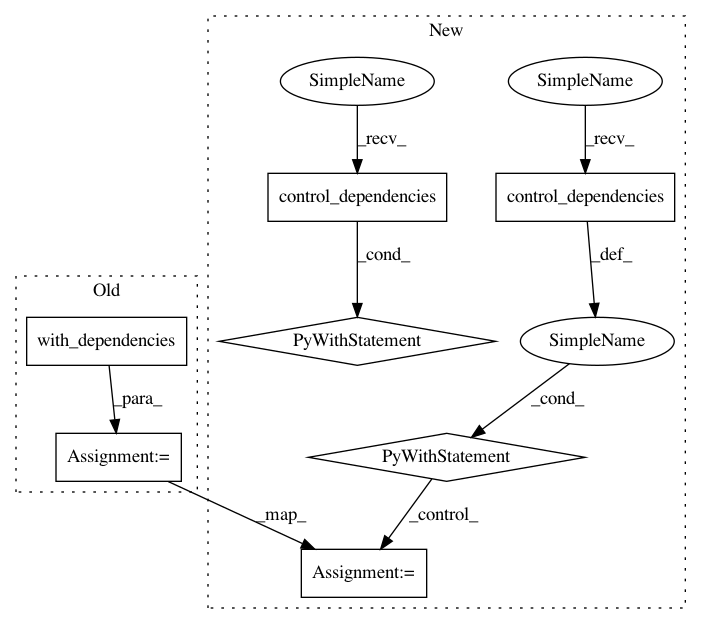 New
SimpleName
SimpleName
_recv_
_recv_
control_dependencies
control_dependencies
_cond_
_def_
Old
with_dependencies
PyWithStatement
SimpleName
_para_
_cond_
Assignment:=
PyWithStatement
_map_
_control_
Assignment:=